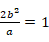 2b²/a = 1